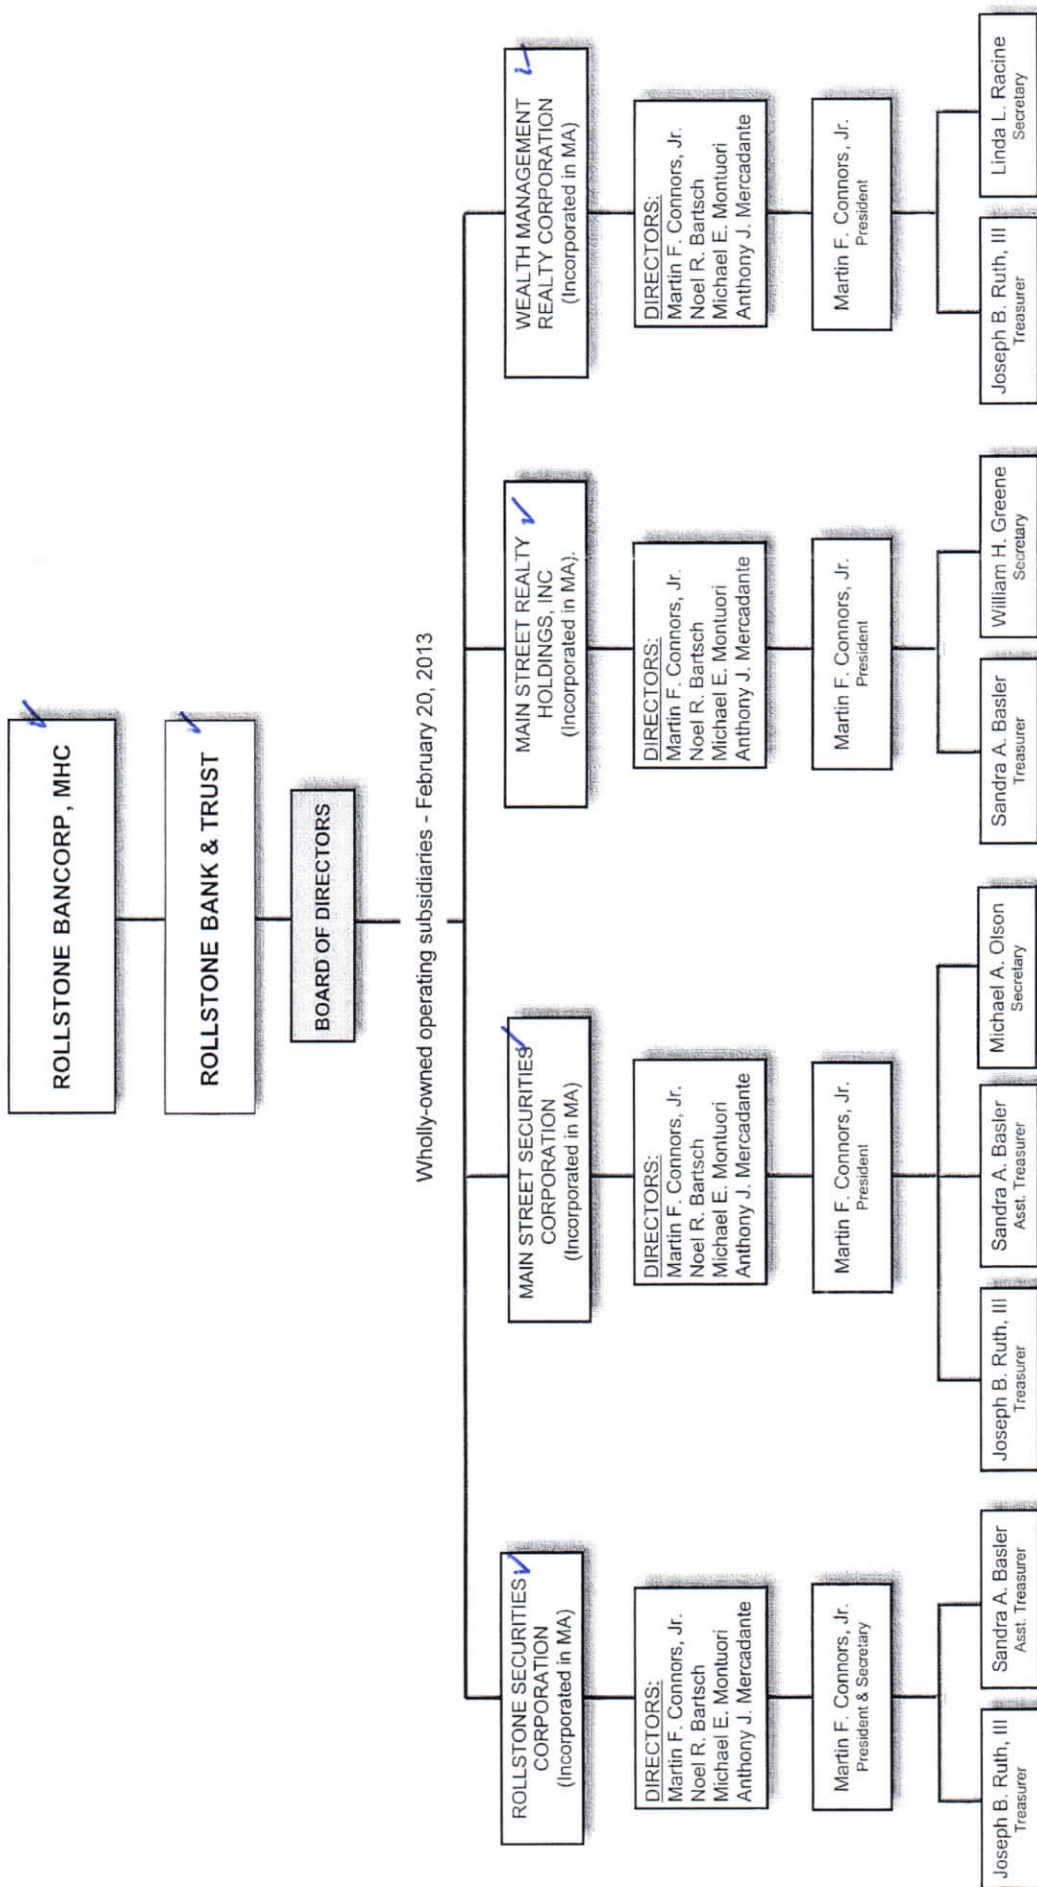 ROLLSTONE BANCORP, MHC
ROLLSTONE BANK & TRUST
BOARD OF DIRECTORS
Wholly-owned operating subsidiaries - February 20, 2013
ROLLSTONE SECURITIES
CORPORATION
(Incorporated in MA)
DIRECTORS:
Martin F. Connors, Jr.
Noel R. Bartsch
Michael E. Montuori
Anthony J. Mercadante
Martin F. Connors, Jr.
President & Secretary
Joseph B. Ruth, III
Treasurer
Sandra A. Basler
Asst. Treasurer
MAIN STREET SECURITIES
CORPORATION
(Incorporated in MA)
DIRECTORS:
Martin F. Connors, Jr.
Noel R. Bartsch
Michael E. Montuori
Anthony J. Mercadante
Martin F. Connors, Jr.
President
Joseph B. Ruth, III
Treasurer
Sandra A. Basler
Asst. Treasurer
Michael A. Olson
Secretary
MAIN STREET REALTY
HOLDINGS, INC
(Incorporated in MA).
DIRECTORS:
Martin F. Connors, Jr.
Noel R. Bartsch
Michael E. Montuori
Anthony J. Mercadante
Martin F. Connors, Jr.
President
Sandra A. Basler
Treasurer
William H. Greene
Secretary
WEALTH MANAGEMENT
REALTY CORPORATION
(Incorporated in MA)
DIRECTORS:
Martin F. Connors, Jr.
Noel R. Bartsch
Michael E. Montuori
Anthony J. Mercadante
Martin F. Connors, Jr.
President
Joseph B. Ruth, III
Treasurer
Linda L. Racine
Secretary